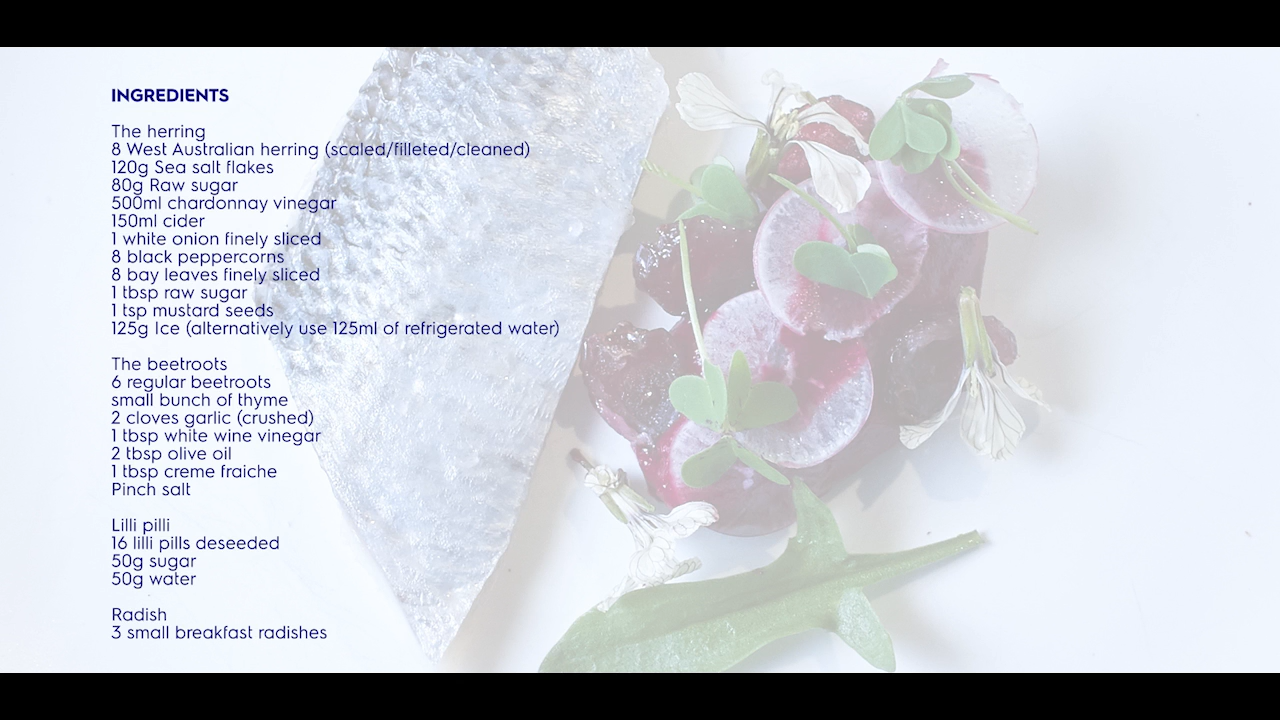 INGREDIENTS
The herring
8 West Australian herring (scaled/filleted/cleaned)
120g Sea salt flakes
80g Raw sugar
500ml chardonnay vinegar
150ml cider
1 white onion finely sliced
8 black peppercorns
8 bay leaves finely sliced
1 tbsp raw sugar
1 tsp mustard seeds
125g Ice (alternatively use 125ml of refrigerated water)
The beetroots
6 regular beetroots
small bunch of thyme
2 cloves garlic (crushed)
1 tbsp white wine vinegar
2 tbsp olive oil
1 tbsp creme fraiche
Pinch salt
Lilli pilli
16 lilli pills deseeded
50g sugar
50g water
Radish
3 small breakfast radishes